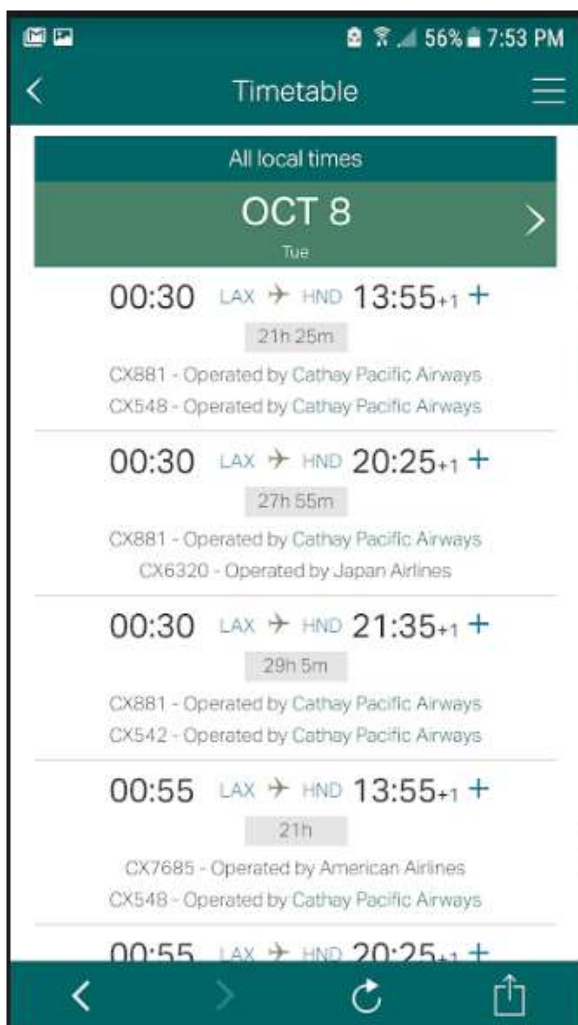 56% 7:53 PM
Timetable
All local times
OCT 8
Tue
00:30 LAX HND 13:55+1 +
21h 25m
CX881 - Operated by Cathay Pacific Airways
CX548 - Operated by Cathay Pacific Airways
00:30 LAX HND 20:25+1 +
27h 55m
CX881 - Operated by Cathay Pacific Airways
CX6320 - Operated by Japan Airlines
00:30 LAX HND 21:35+1 +
29h 5m
CX881 - Operated by Cathay Pacific Airways
CX542 - Operated by Cathay Pacific Airways
00:55 LAX HND 13:55+1 +
21h
CX7685 - Operated by American Airlines
CX548 - Operated by Cathay Pacific Airways
00:55 LAX HND 20:25+1 +